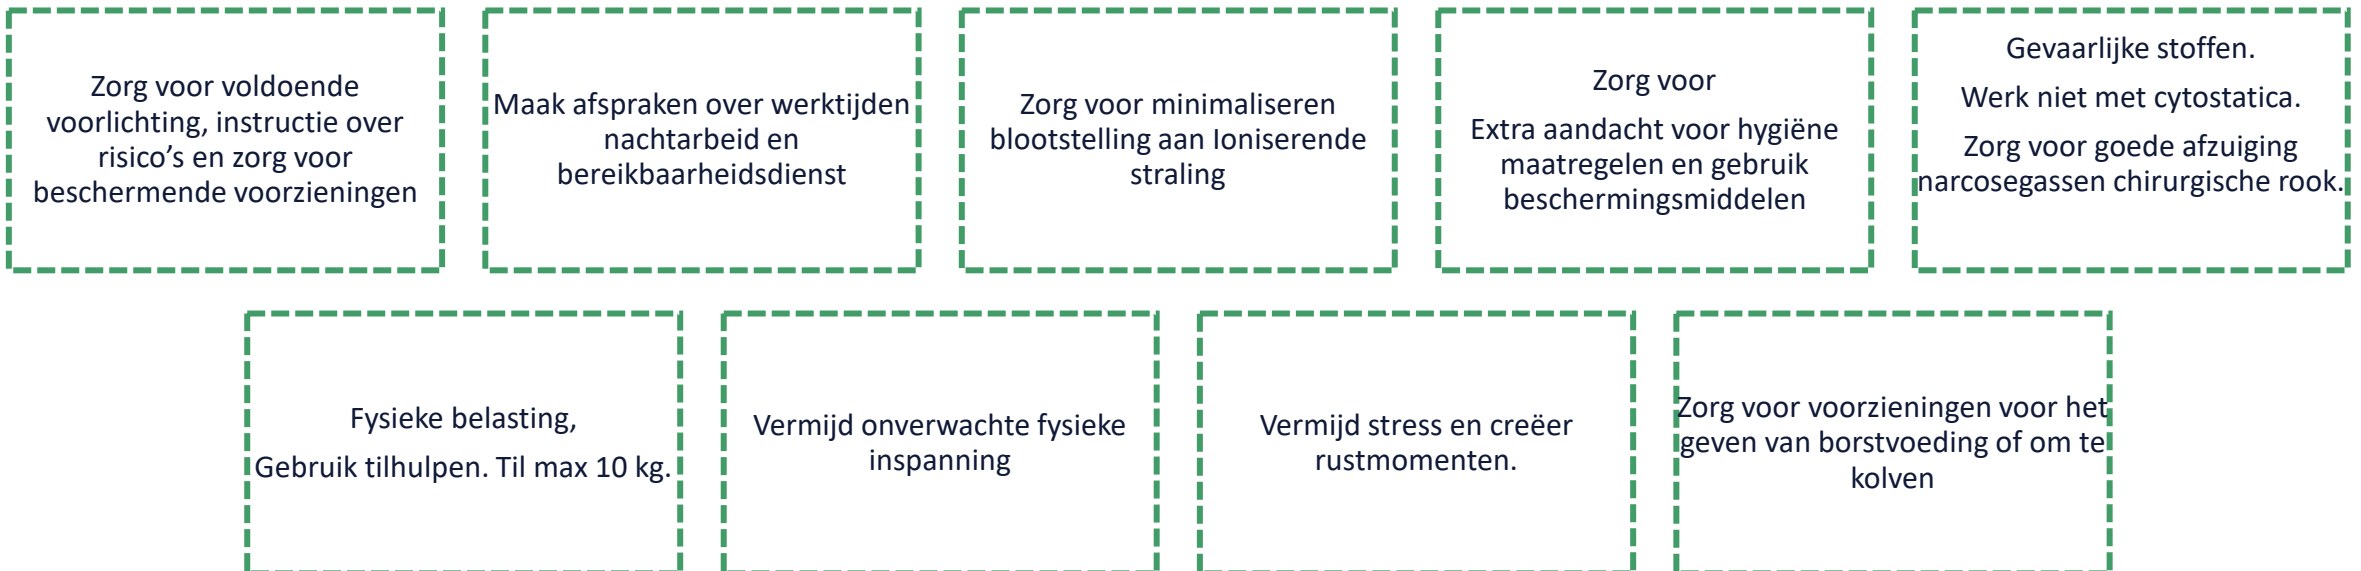 Zorg voor voldoende
voorlichting, instructie over
risico’s en zorg voor
beschermende voorzieningen
Maak afspraken over werktijden
nachtarbeid en
bereikbaarheidsdienst
Zorg voor minimaliseren
blootstelling aan Ioniserende
straling
Zorg voor
Extra aandacht voor hygiëne
maatregelen en gebruik
beschermingsmiddelen
Gevaarlijke stoffen.
Werk niet met cytostatica.
Zorg voor goede afzuiging
narcosegassen chirurgische rook.
Fysieke belasting,
Gebruik tilhulpen. Til max 10 kg.
Vermijd onverwachte fysieke
inspanning
Vermijd stress en creëer
rustmomenten.
Zorg voor voorzieningen voor het
geven van borstvoeding of om te
kolven